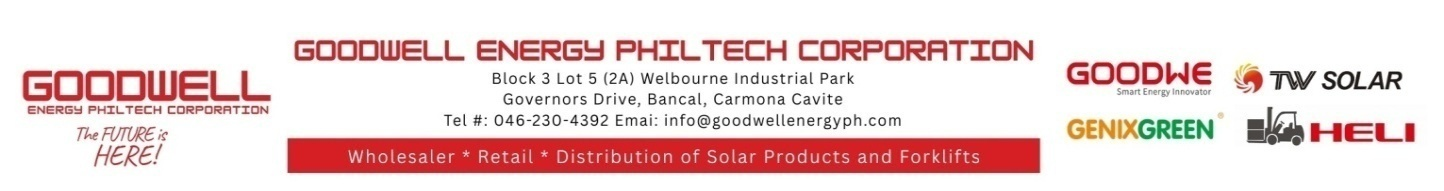 GOODWELL
ENERGY PHILTECH CORPORATION
The FUTURE is
HERE!
GOODWELL ENERGY PHILTECH CORPORATION
Block 3 Lot 5 (2A) Welbourne Industrial Park
Governors Drive, Bancal, Carmona Cavite
Tel #: 046-230-4392 Emai: info@goodwellenergyph.com
Wholesaler * Retail * Distribution of Solar Products and Forklifts
GOODWE
Smart Energy Innovator
TW SOLAR
GENIXGREEN®
HELI